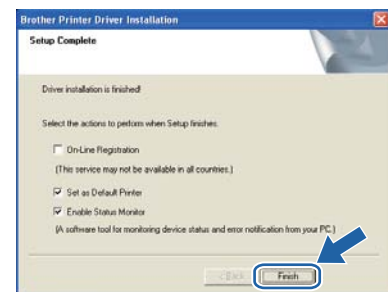 Brother Printer Driver Installation
Setup Complete
Driver installation is finished!
Select the actions to perform when Setup finishes.
On-Line Registration
(This service may not be available in all countries.)
Set as Default Printer
Enable Status Monitor
(A software tool for monitoring device status and error notification from your PC.)
< Back Finish